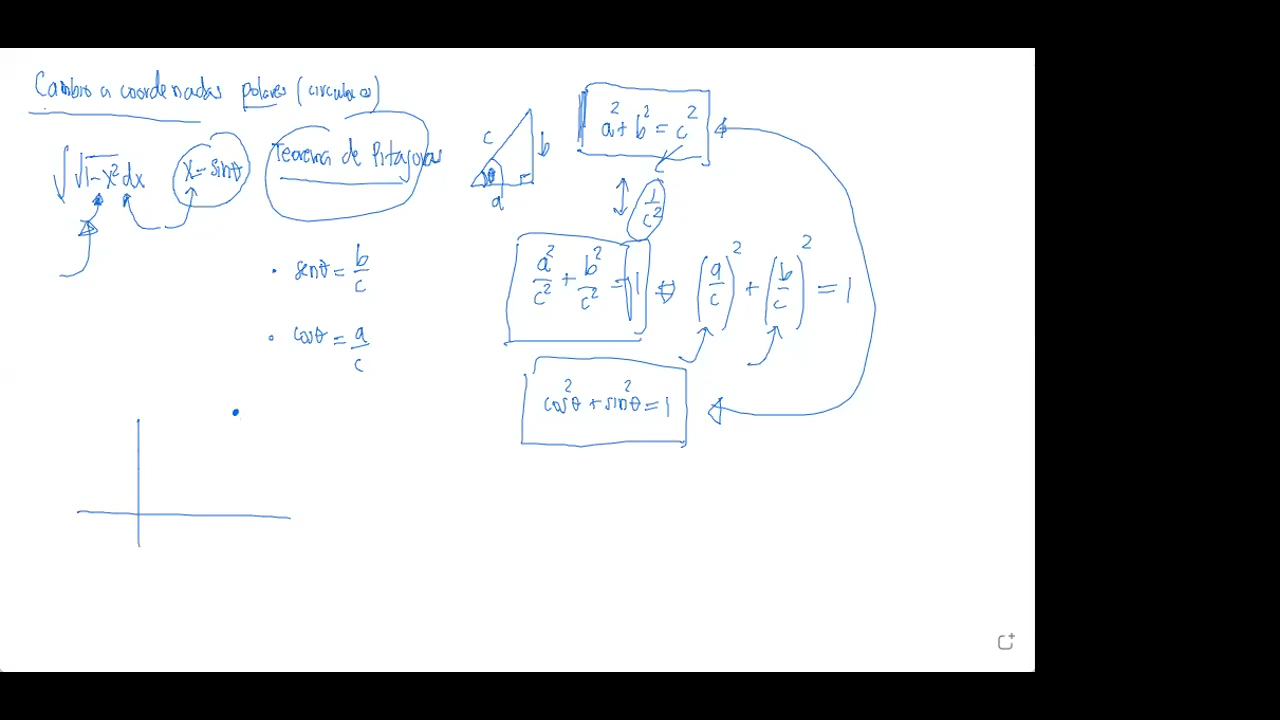 Cambio a coordenadas polares (circulares)
∫√1-x² dx
x=sinθ
Teorema de Pitágoras
c
b
θ
a
a²+b²=c²
1/c²
senθ = b/c
a²/c² + b²/c² = 1 ⇔ (a/c)² + (b/c)² = 1
cosθ = a/c
cos²θ + sin²θ = 1